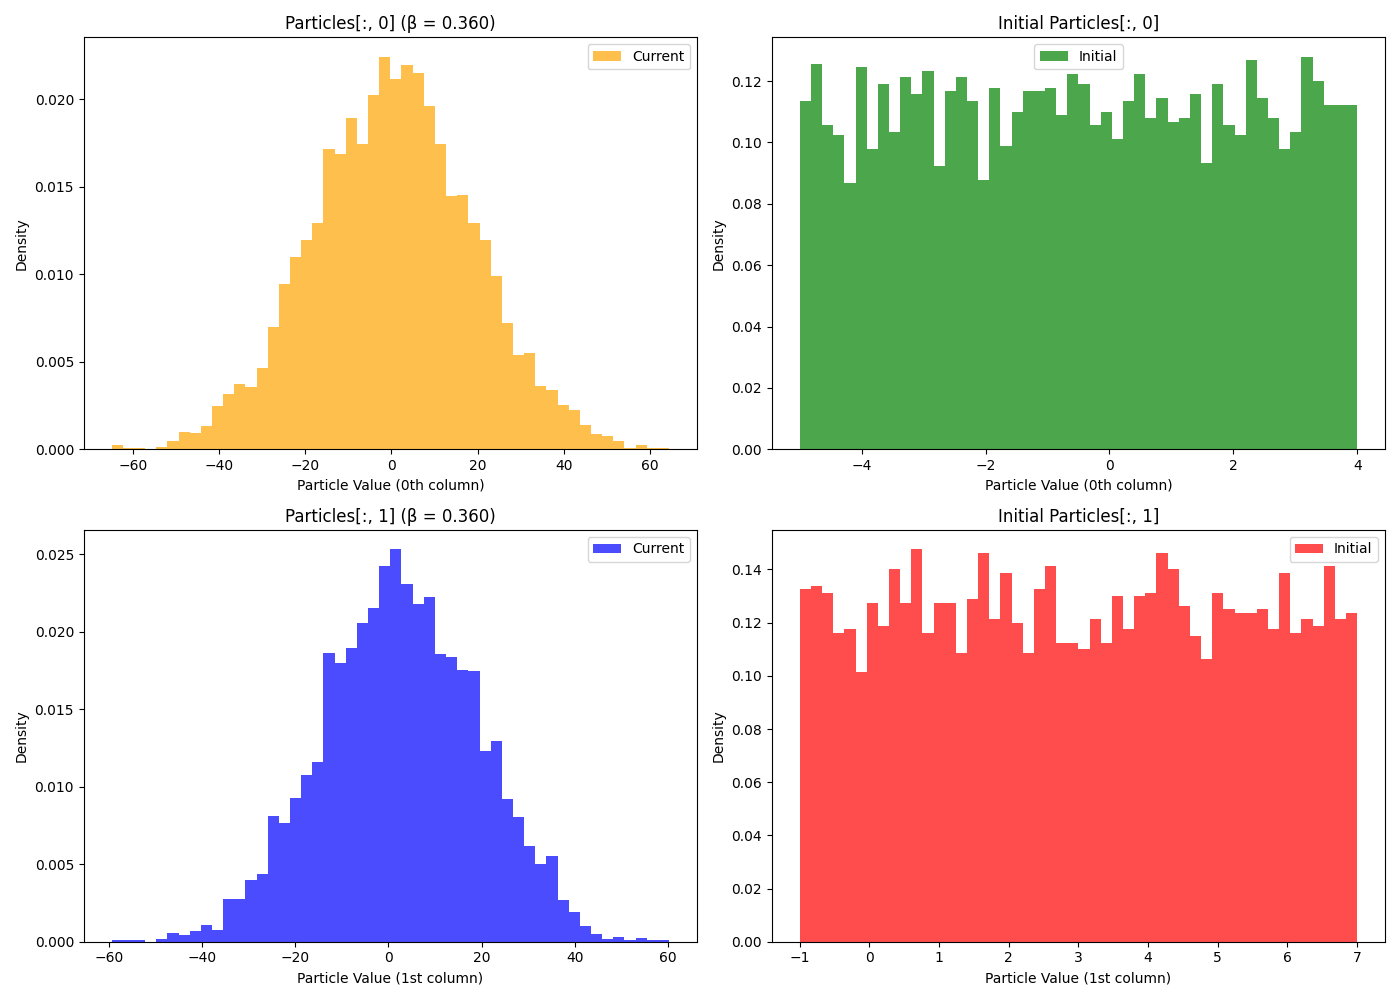 Particles[:, 0] (β = 0.360)
Current
Density
0.020
0.015
0.010
0.005
0.000
−60 −40 −20 0 20 40 60
Particle Value (0th column)
Initial Particles[:, 0]
Initial
Density
0.12
0.10
0.08
0.06
0.04
0.02
0.00
−4 −2 0 2 4
Particle Value (0th column)
Particles[:, 1] (β = 0.360)
Current
Density
0.025
0.020
0.015
0.010
0.005
0.000
−60 −40 −20 0 20 40 60
Particle Value (1st column)
Initial Particles[:, 1]
Initial
Density
0.14
0.12
0.10
0.08
0.06
0.04
0.02
0.00
−1 0 1 2 3 4 5 6 7
Particle Value (1st column)